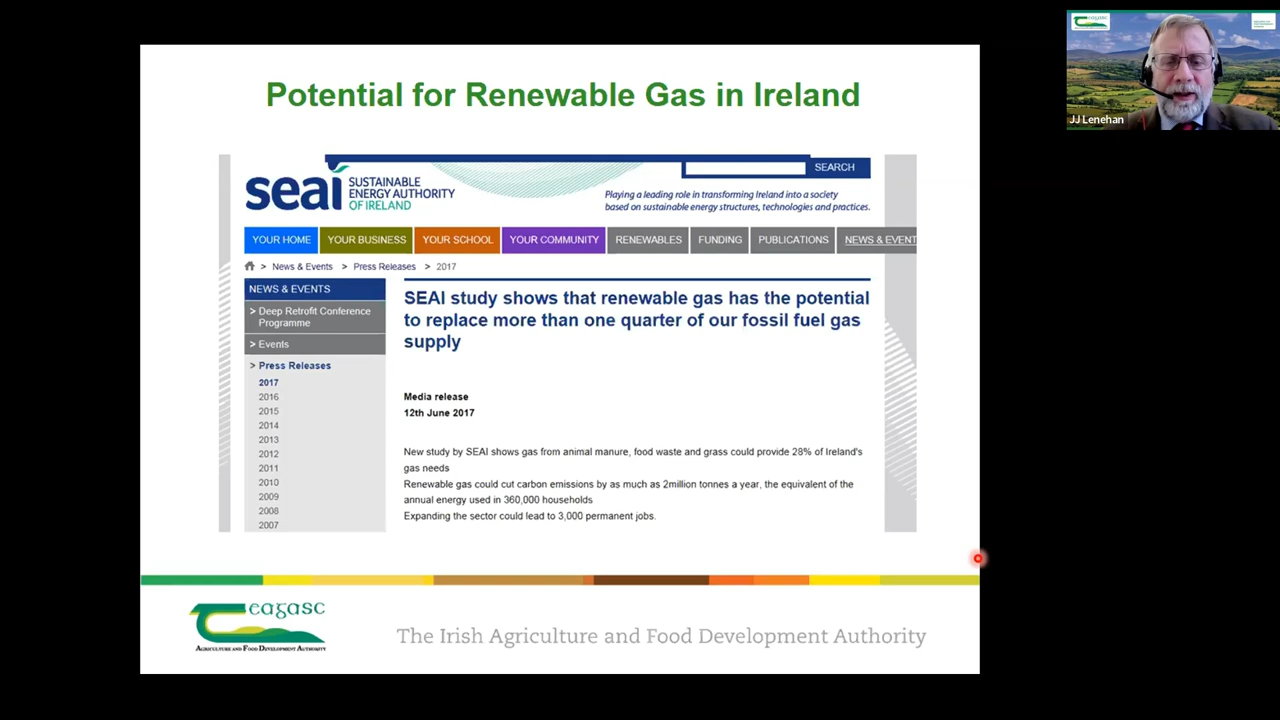 Potential for Renewable Gas in Ireland
seai
SUSTAINABLE
ENERGY AUTHORITY
OF IRELAND
SEARCH
Playing a leading role in transforming Ireland into a society
based on sustainable energy structures, technologies and practices.
YOUR HOME YOUR BUSINESS YOUR SCHOOL YOUR COMMUNITY RENEWABLES FUNDING PUBLICATIONS NEWS & EVENT
> News & Events > Press Releases > 2017
NEWS & EVENTS
> Deep Retrofit Conference
Programme
> Events
> Press Releases
2017
2016
2015
2014
2013
2012
2011
2010
2009
2008
2007
SEAI study shows that renewable gas has the potential
to replace more than one quarter of our fossil fuel gas
supply
Media release
12th June 2017
New study by SEAI shows gas from animal manure, food waste and grass could provide 28% of Ireland's
gas needs
Renewable gas could cut carbon emissions by as much as 2million tonnes a year, the equivalent of the
annual energy used in 360,000 households
Expanding the sector could lead to 3,000 permanent jobs.
Teagasc
AGRICULTURE AND FOOD DEVELOPMENT AUTHORITY
The Irish Agriculture and Food Development Authority
Teagasc
JJ Lenehan